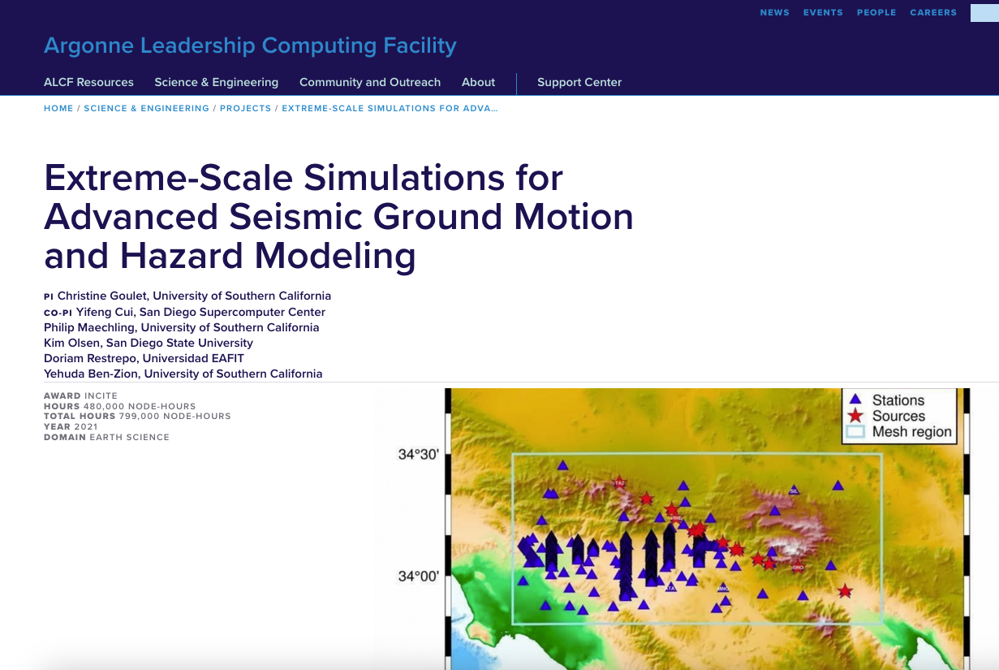 NEWS EVENTS PEOPLE CAREERS
Argonne Leadership Computing Facility
ALCF Resources Science & Engineering Community and Outreach About Support Center
HOME / SCIENCE & ENGINEERING / PROJECTS / EXTREME-SCALE SIMULATIONS FOR ADVA…
Extreme-Scale Simulations for
Advanced Seismic Ground Motion
and Hazard Modeling
PI Christine Goulet, University of Southern California
CO-PI Yifeng Cui, San Diego Supercomputer Center
Philip Maechling, University of Southern California
Kim Olsen, San Diego State University
Doriam Restrepo, Universidad EAFIT
Yehuda Ben-Zion, University of Southern California
AWARD INCITE
HOURS 480,000 NODE-HOURS
TOTAL HOURS 799,000 NODE-HOURS
YEAR 2021
DOMAIN EARTH SCIENCE
Stations
Sources
Mesh region
34°30'
TA2
34°00'